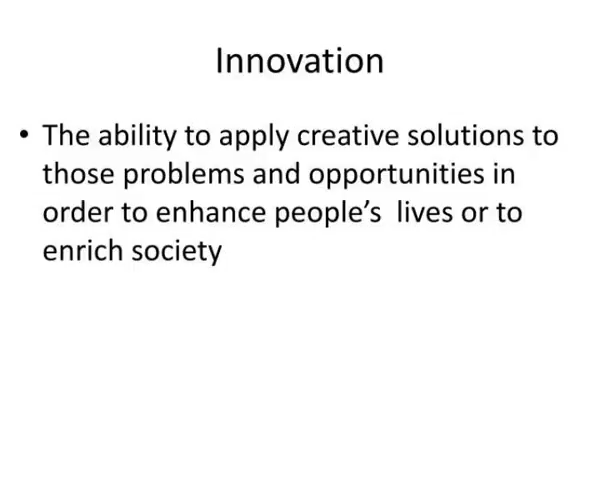 Innovation
• The ability to apply creative solutions to
those problems and opportunities in
order to enhance people’s  lives or to
enrich society